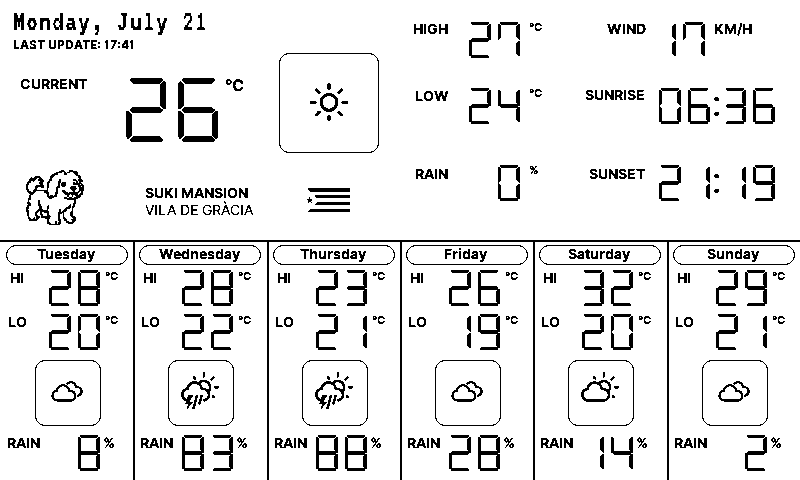 Monday, July 21
LAST UPDATE: 17:41
CURRENT 26 °C
SUKI MANSION
VILA DE GRÀCIA
HIGH 27 °C
LOW 24 °C
RAIN 0 %
WIND 17 KM/H
SUNRISE 06:36
SUNSET 21:19
Tuesday
HI 28 °C
LO 20 °C
RAIN 8 %
Wednesday
HI 28 °C
LO 22 °C
RAIN 83 %
Thursday
HI 23 °C
LO 21 °C
RAIN 88 %
Friday
HI 26 °C
LO 19 °C
RAIN 28 %
Saturday
HI 32 °C
LO 20 °C
RAIN 14 %
Sunday
HI 29 °C
LO 21 °C
RAIN 2 %